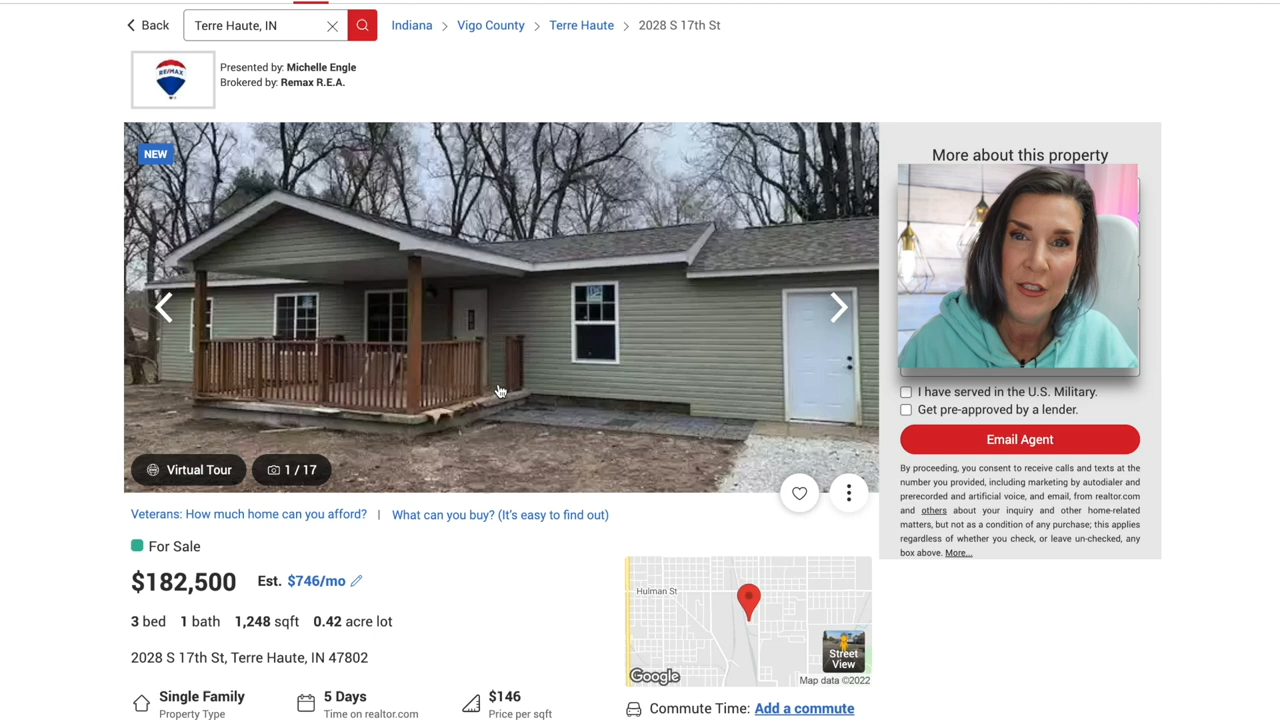 Back
Terre Haute, IN
Indiana > Vigo County > Terre Haute > 2028 S 17th St
RE/MAX
Presented by: Michelle Engle
Brokered by: Remax R.E.A.
NEW
Virtual Tour
1 / 17
More about this property
I have served in the U.S. Military.
Get pre-approved by a lender.
Email Agent
By proceeding, you consent to receive calls and texts at the
number you provided, including marketing by autodialer and
prerecorded and artificial voice, and email, from realtor.com
and others about your inquiry and other home-related
matters, but not as a condition of any purchase; this applies
regardless of whether you check, or leave un-checked, any
box above. More...
Veterans: How much home can you afford? | What can you buy? (It's easy to find out)
For Sale
$182,500 Est. $746/mo
3 bed 1 bath 1,248 sqft 0.42 acre lot
2028 S 17th St, Terre Haute, IN 47802
Single Family
Property Type
5 Days
Time on realtor.com
$146
Price per sqft
Hulman St
Street
View
Google
Map data ©2022
Commute Time: Add a commute